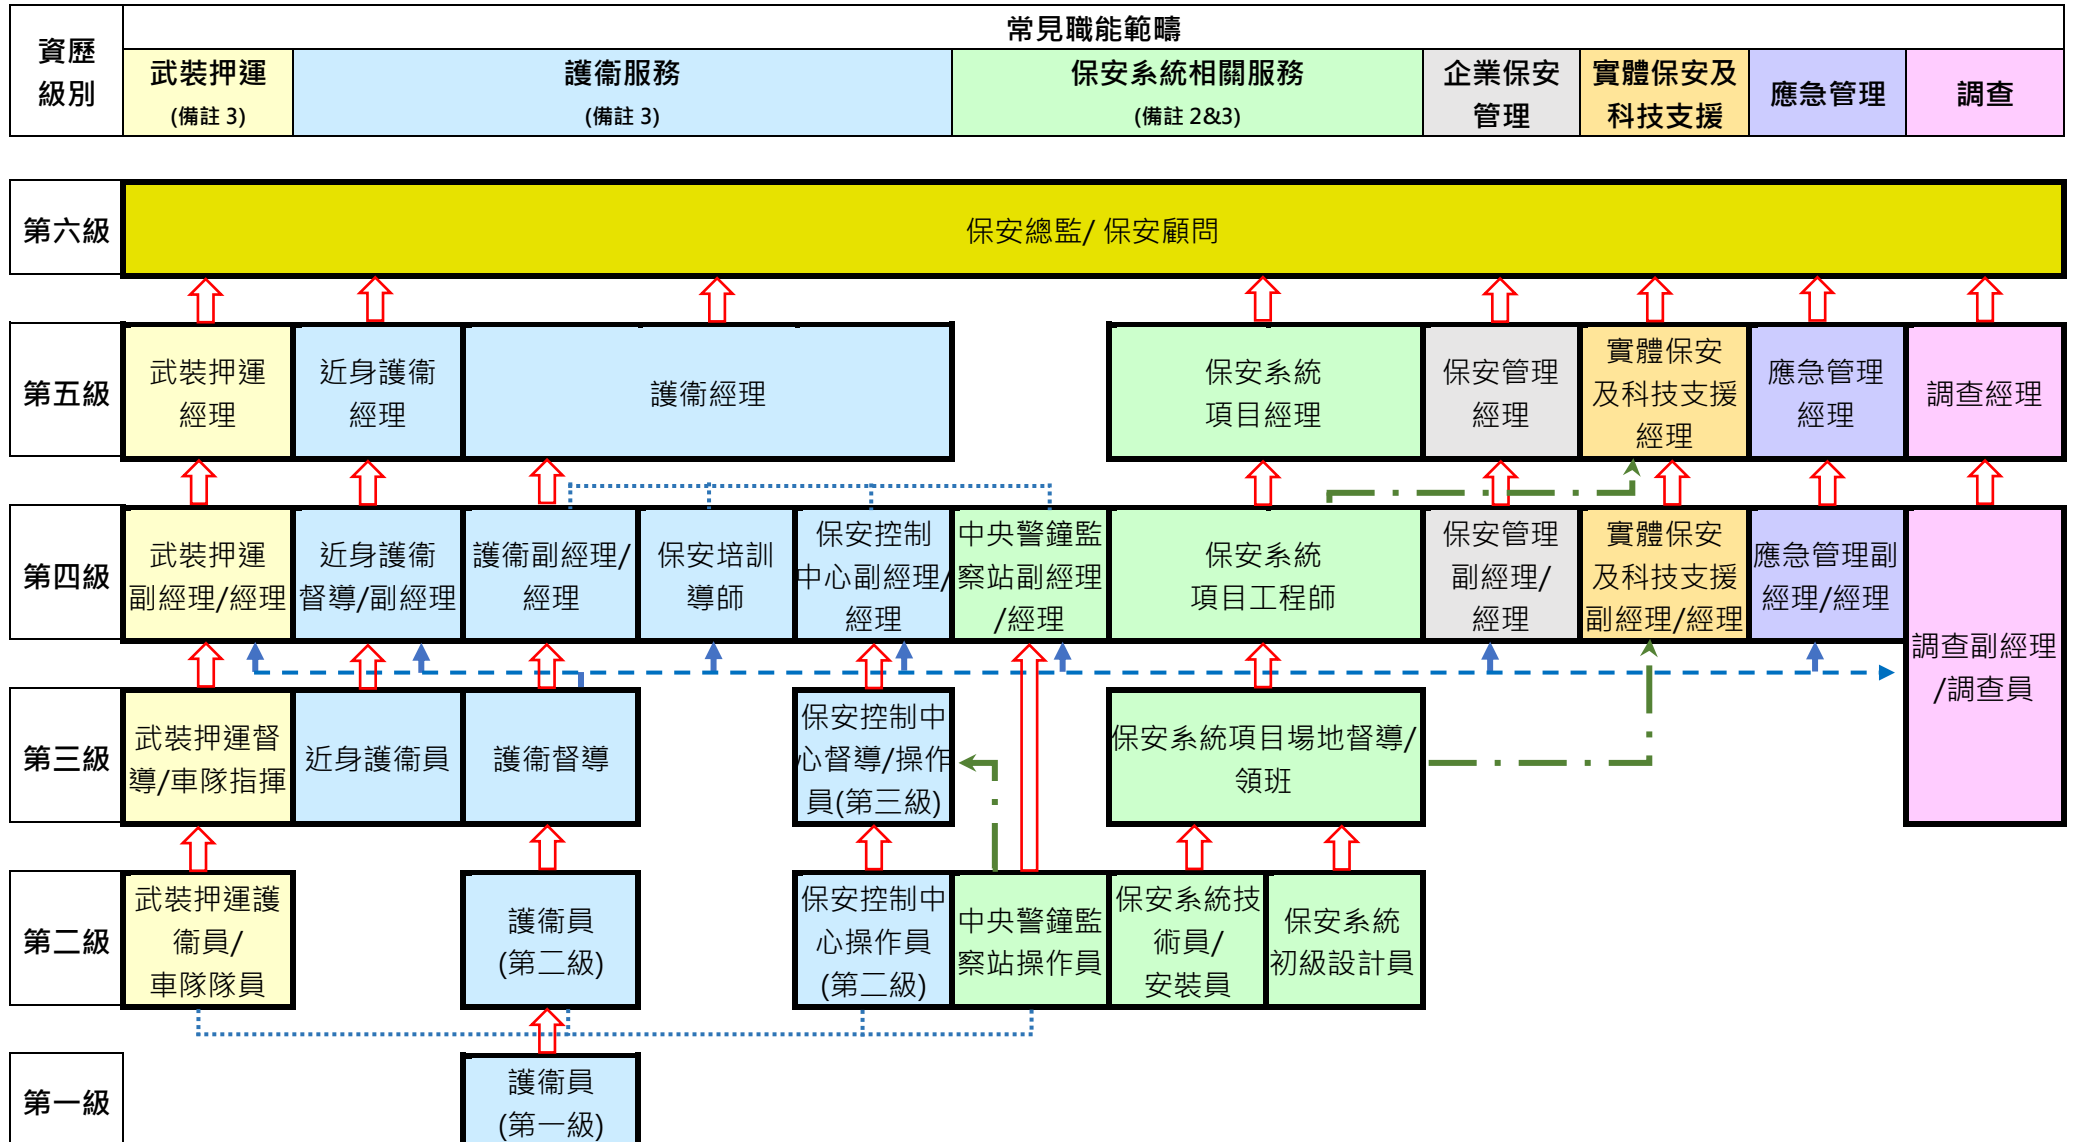 資歷
級別
常見職能範疇
武裝押運
(備註 3)
護衞服務
(備註 3)
保安系統相關服務
(備註 2&3)
企業保安
管理
實體保安及
科技支援
應急管理
調查
第六級
保安總監/ 保安顧問
第五級
武裝押運
經理
近身護衞
經理
護衞經理
保安系統
項目經理
保安管理
經理
實體保安
及科技支援
經理
應急管理
經理
調查經理
第四級
武裝押運
副經理/經理
近身護衞
督導/副經理
護衞副經理/
經理
保安培訓
導師
保安控制
中心副經理/
經理
中央警鐘監
察站副經理
/經理
保安系統
項目工程師
保安管理
副經理/
經理
實體保安
及科技支援
副經理/經理
應急管理副
經理/經理
調查副經理
/調查員
第三級
武裝押運督
導/車隊指揮
近身護衞員
護衞督導
保安控制中
心督導/操作
員(第三級)
保安系統項目場地督導/
領班
第二級
武裝押運護
衞員/
車隊隊員
護衞員
(第二級)
保安控制中
心操作員
(第二級)
中央警鐘監
察站操作員
保安系統技
術員/
安裝員
保安系統
初級設計員
第一級
護衞員
(第一級)